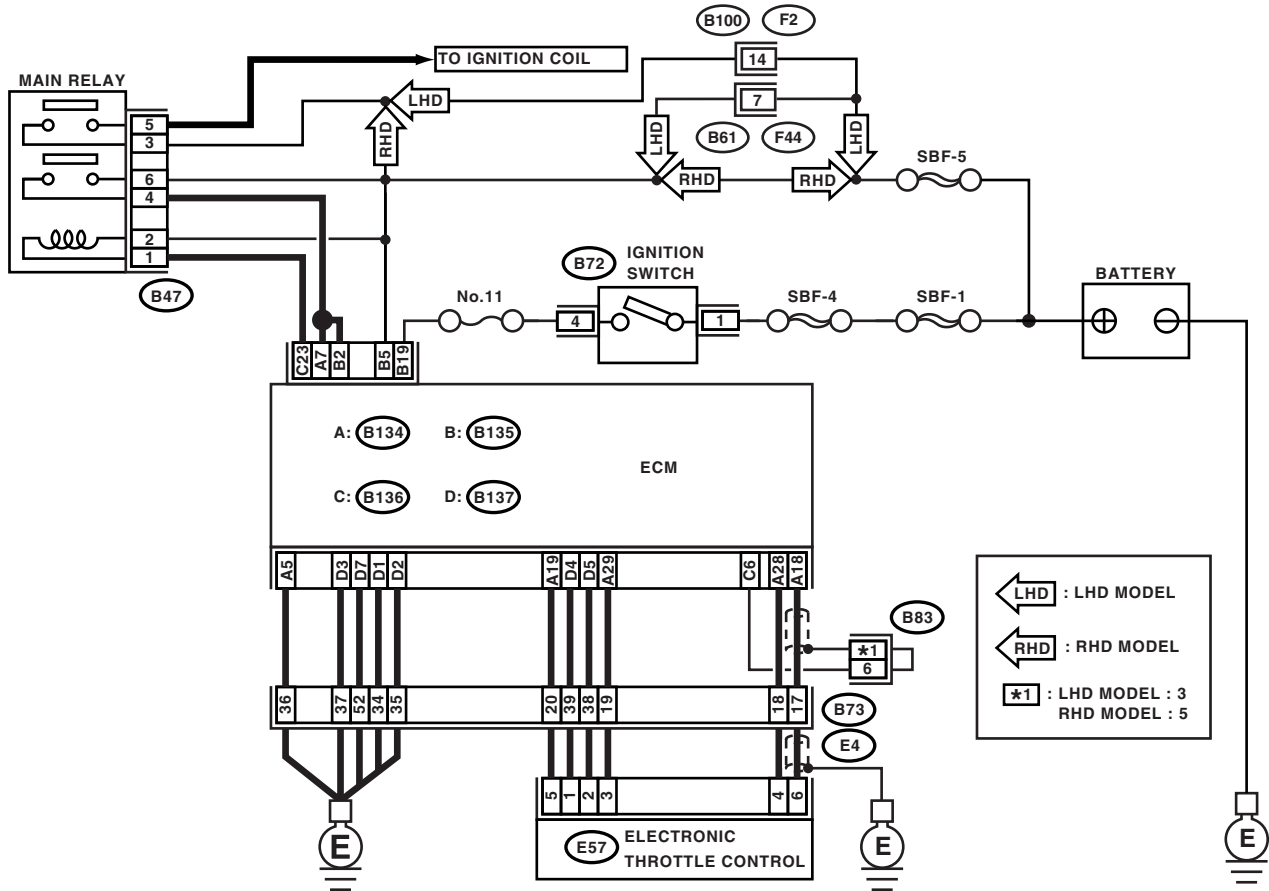 B100 F2
TO IGNITION COIL
14
MAIN RELAY
LHD
7
5
3
RHD
LHD
B61 F44
LHD
SBF-5
6
RHD
RHD
4
2
1
B47
B72
IGNITION
SWITCH
BATTERY
No.11
4
1
SBF-4
SBF-1
C23 A7 B2 B5 B19
A: B134 B: B135
ECM
C: B136 D: B137
A5 D3 D7 D1 D2 A19 D4 D5 A29 C6 A28 A18
B83
*1
6
LHD : LHD MODEL
RHD : RHD MODEL
*1 : LHD MODEL : 3
RHD MODEL : 5
36 37 52 34 35 20 39 38 19 18 17
B73
E4
5 1 2 3 4 6
E57 ELECTRONIC
THROTTLE CONTROL
E
E
E